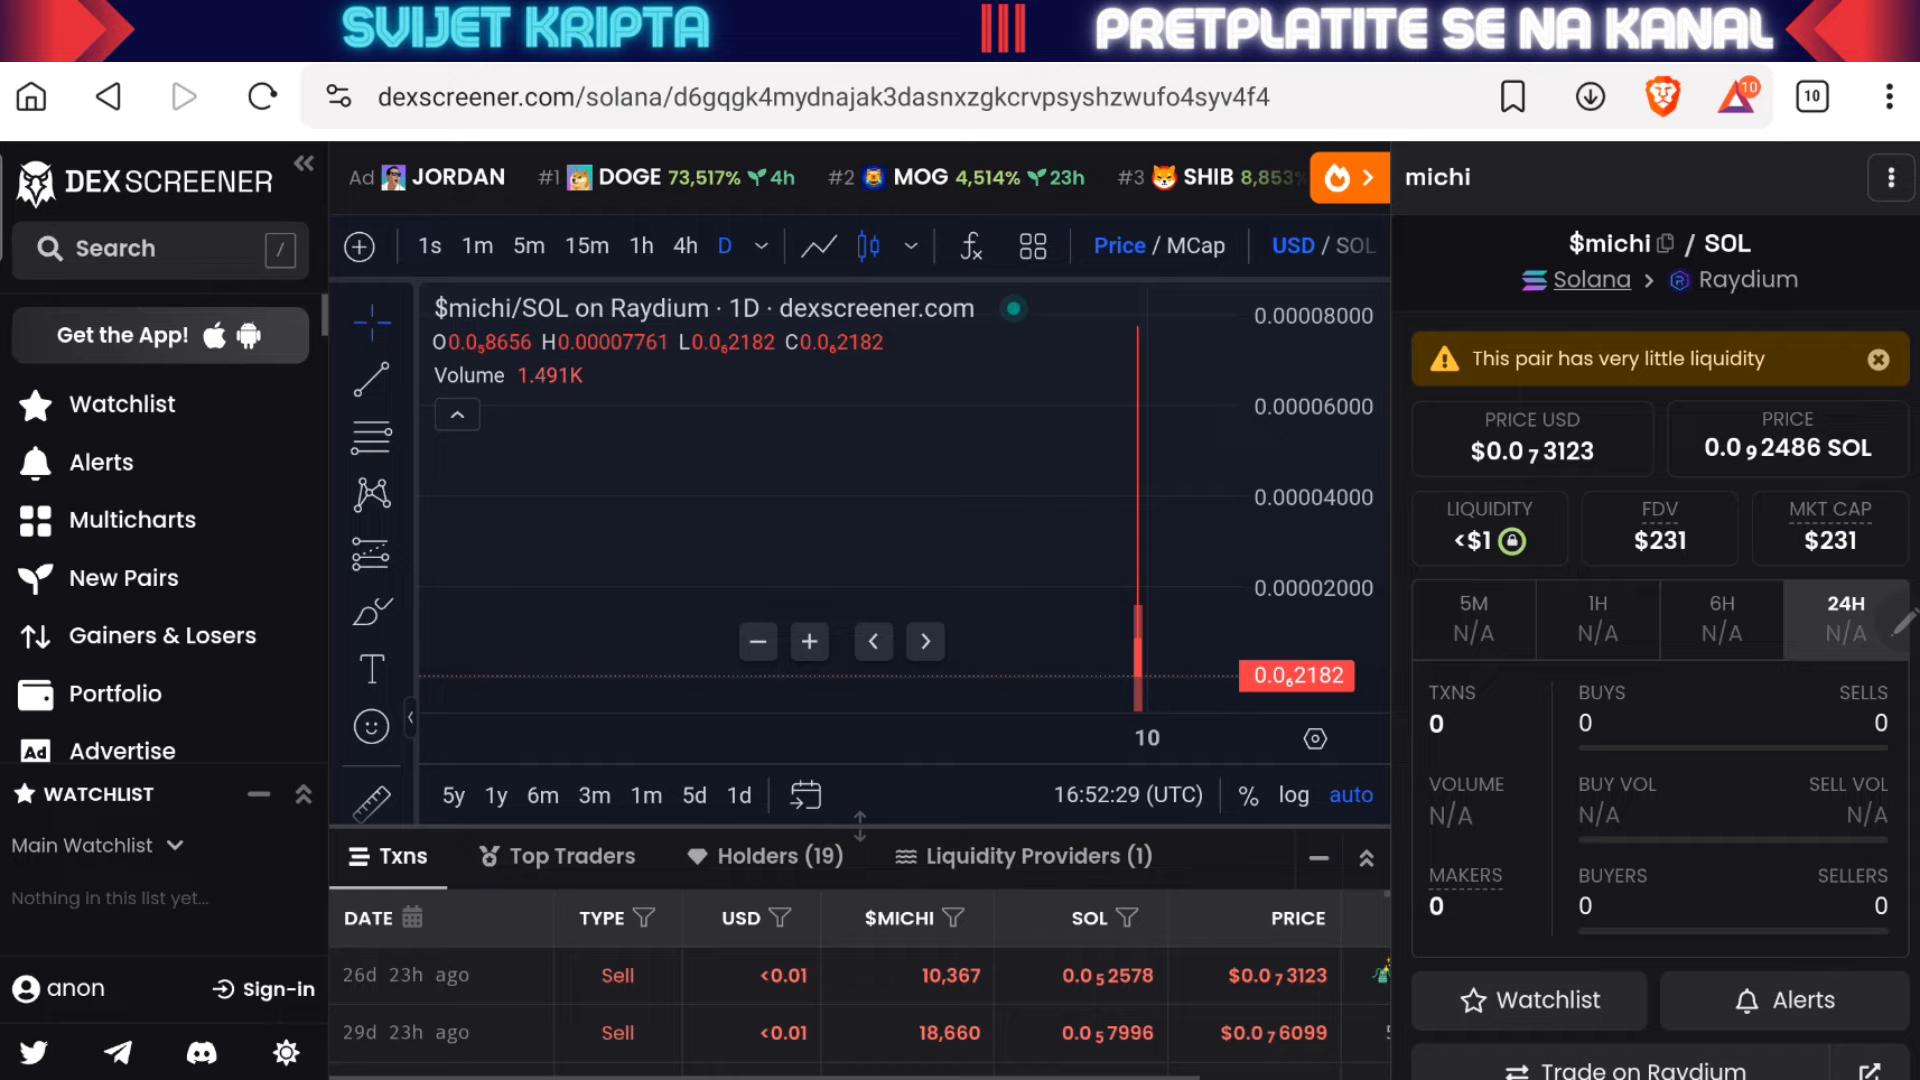 SVIJET KRIPTA
PRETPLATITE SE NA KANAL
dexscreener.com/solana/d6gqgk4mydnajak3dasnxzgkcrvpsyshzwufo4syv4f4
10
10
DEX SCREENER
Search /
Get the App!
Watchlist
Alerts
Multicharts
New Pairs
Gainers & Losers
Portfolio
Ad Advertise
WATCHLIST
Main Watchlist
Nothing in this list yet...
anon Sign-in
Ad JORDAN #1 DOGE 73,517% 4h #2 MOG 4,514% 23h #3 SHIB 8,853%
1s 1m 5m 15m 1h 4h D Price / MCap USD / SOL
$michi/SOL on Raydium · 1D · dexscreener.com
O0.0₅8656 H0.00007761 L0.0₆2182 C0.0₆2182
Volume 1.491K
0.00008000
0.00006000
0.00004000
0.00002000
0.0₆2182
10
5y 1y 6m 3m 1m 5d 1d 16:52:29 (UTC) % log auto
Txns Top Traders Holders (19) Liquidity Providers (1)
DATE TYPE USD $MICHI SOL PRICE
26d 23h ago Sell <0.01 10,367 0.0₅2578 $0.0₇3123
29d 23h ago Sell <0.01 18,660 0.0₅7996 $0.0₇6099
michi
$michi / SOL
Solana > Raydium
This pair has very little liquidity
PRICE USD
$0.0₇3123
PRICE
0.0₉2486 SOL
LIQUIDITY
<$1
FDV
$231
MKT CAP
$231
5M
N/A
1H
N/A
6H
N/A
24H
N/A
TXNS
0
BUYS
0
SELLS
0
VOLUME
N/A
BUY VOL
N/A
SELL VOL
N/A
MAKERS
0
BUYERS
0
SELLERS
0
Watchlist
Alerts
Trade on Raydium